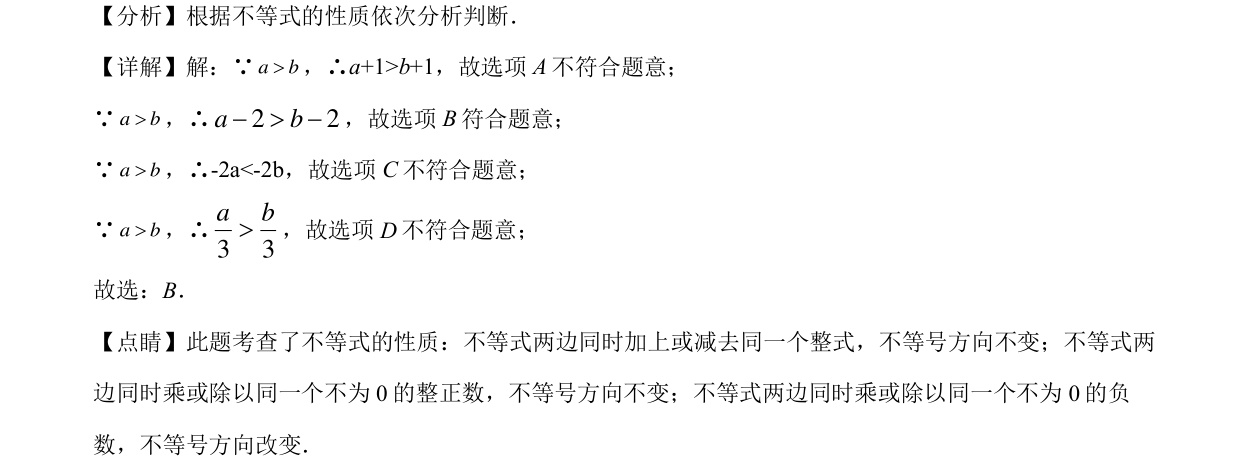 【分析】根据不等式的性质依次分析判断．
【详解】解：∵ a > b，∴a+1>b+1，故选项 A 不符合题意；
∵ a > b，∴ a − 2 > b − 2，故选项 B 符合题意；
∵ a > b，∴-2a<-2b，故选项 C 不符合题意；
∵ a > b，∴ a/3 > b/3，故选项 D 不符合题意；
故选：B．
【点睛】此题考查了不等式的性质：不等式两边同时加上或减去同一个整式，不等号方向不变；不等式两
边同时乘或除以同一个不为 0 的整正数，不等号方向不变；不等式两边同时乘或除以同一个不为 0 的负
数，不等号方向改变．